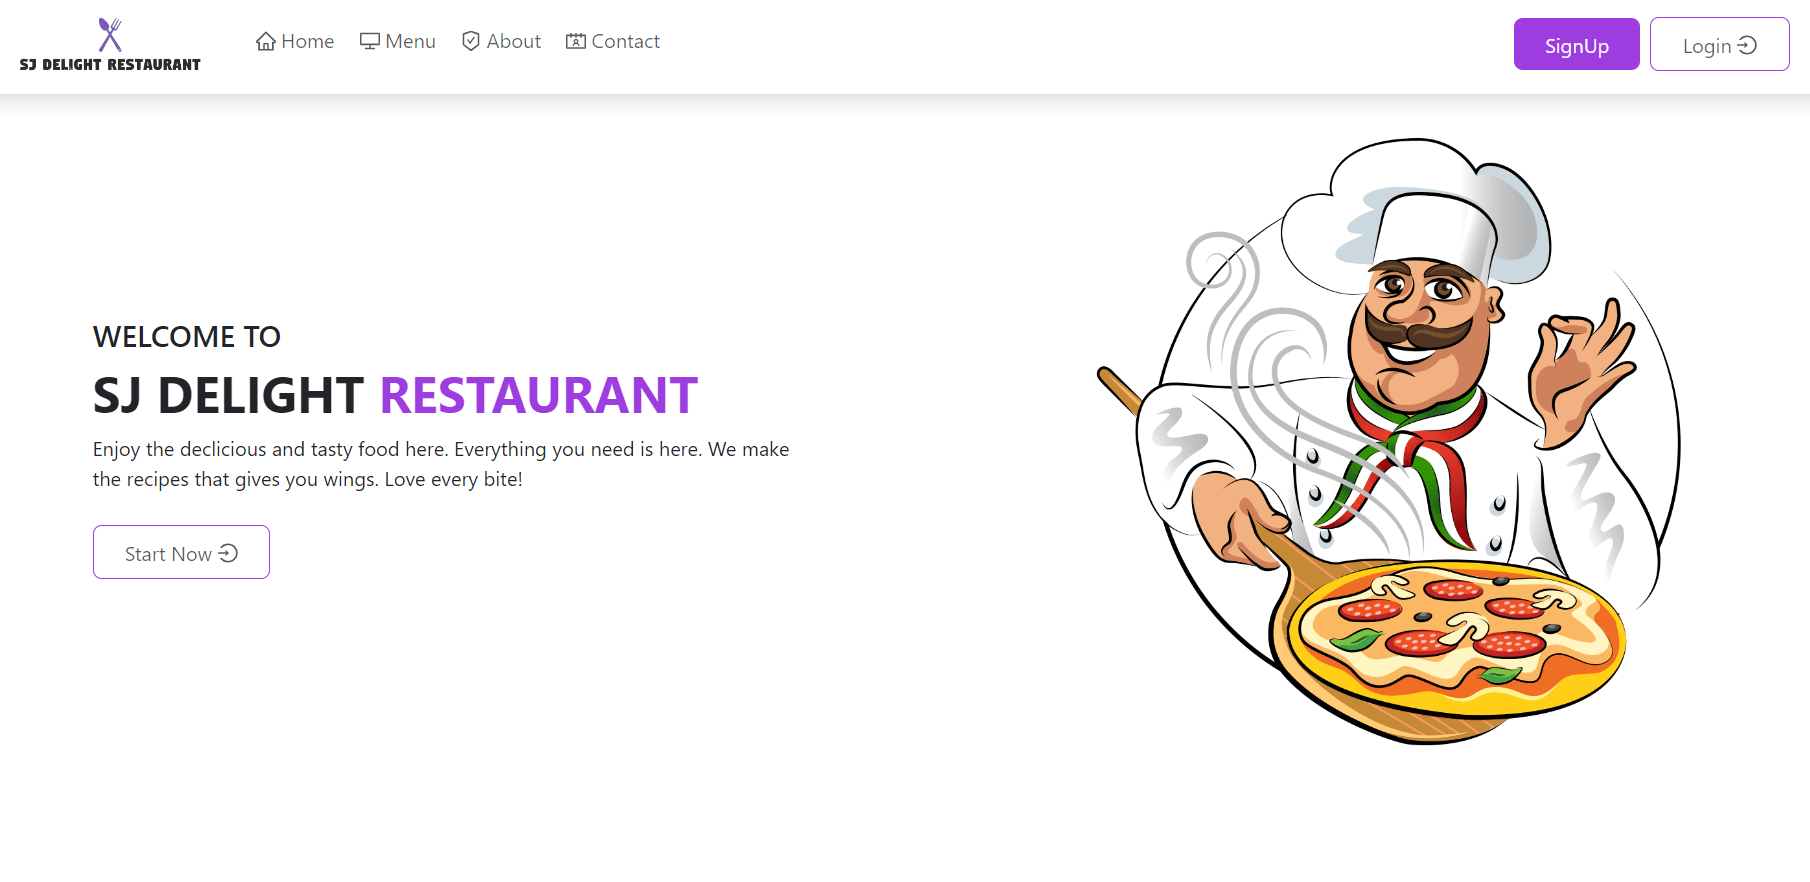 SJ DELIGHT RESTAURANT
Home
Menu
About
Contact
SignUp
Login
WELCOME TO
SJ DELIGHT RESTAURANT
Enjoy the declicious and tasty food here. Everything you need is here. We make
the recipes that gives you wings. Love every bite!
Start Now